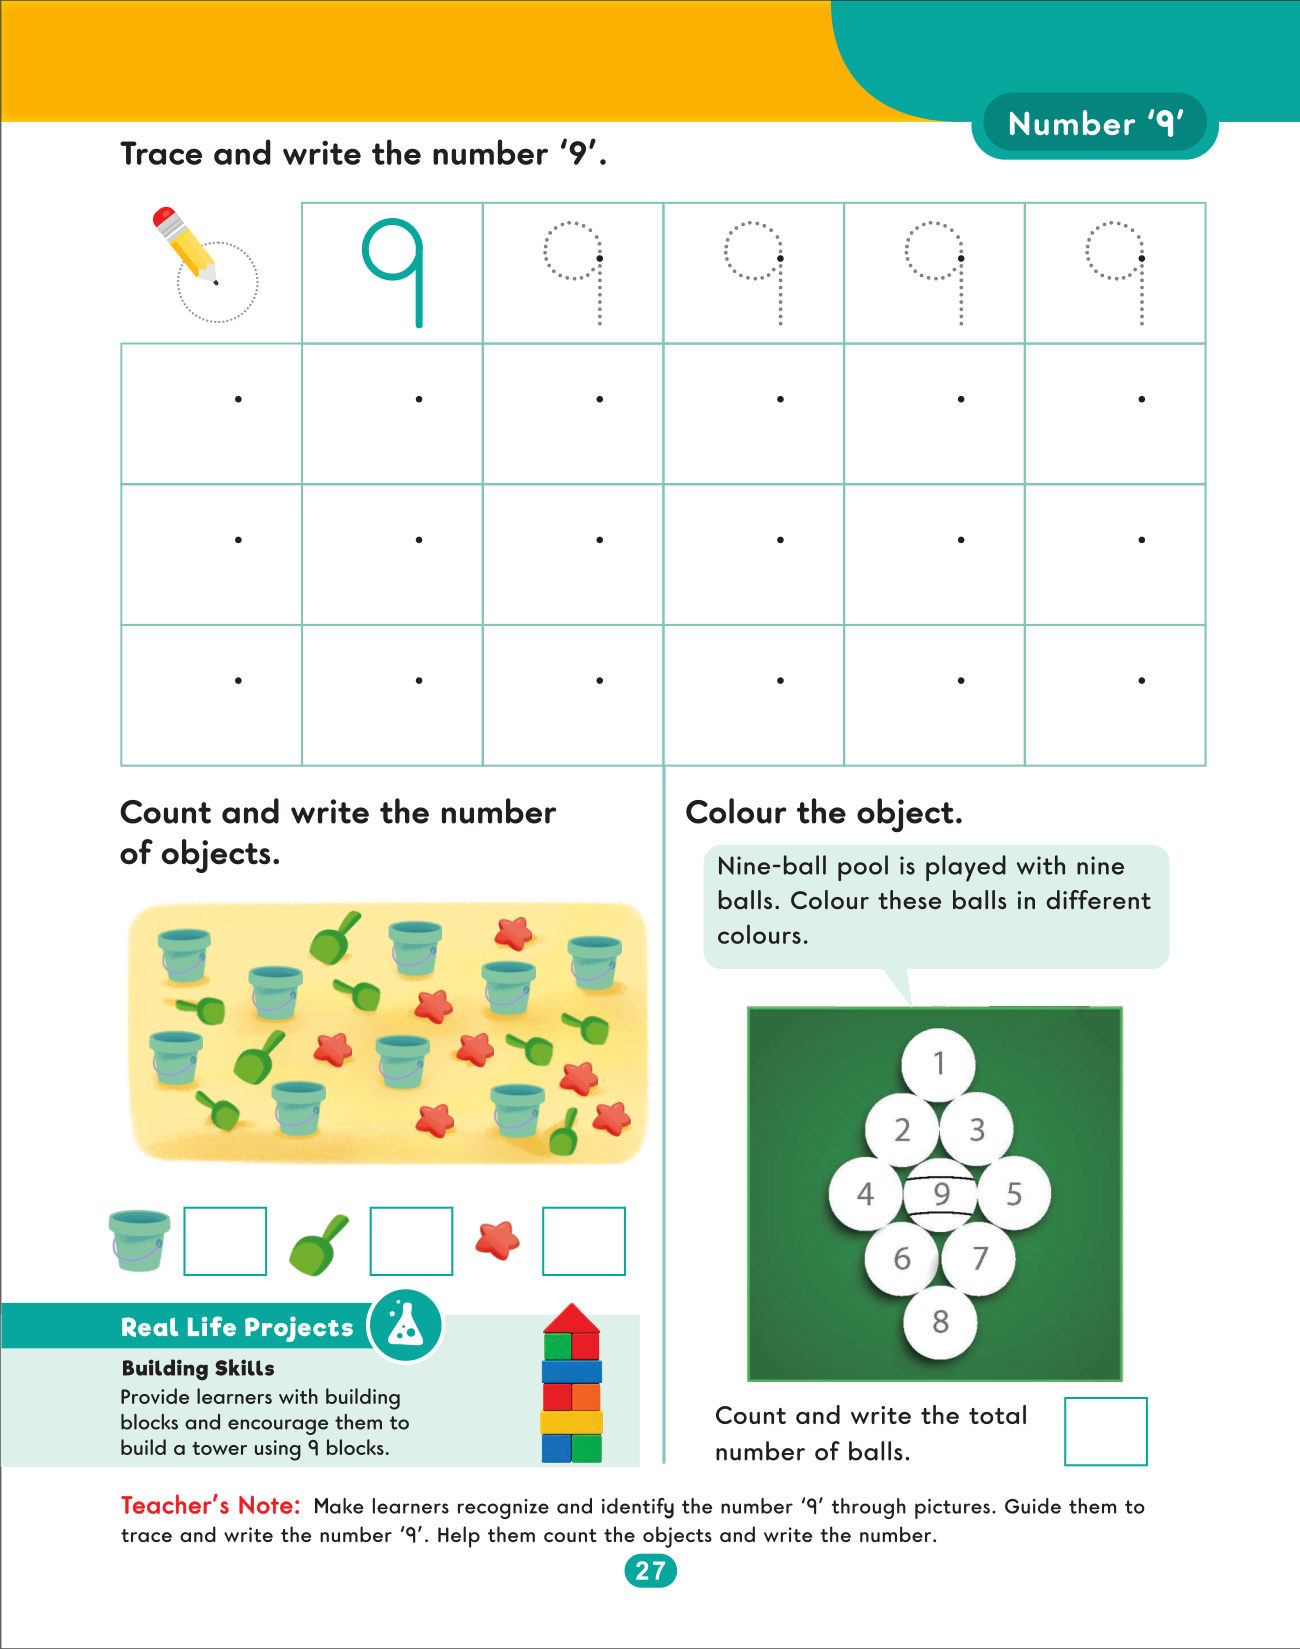 Number ‘9’
Trace and write the number ‘9’.
9 9 9 9 9
Count and write the number
of objects.
Colour the object.
Nine-ball pool is played with nine
balls. Colour these balls in different
colours.
1
2 3
4 9 5
6 7
8
Real Life Projects
Building Skills
Provide learners with building
blocks and encourage them to
build a tower using 9 blocks.
Count and write the total
number of balls.
Teacher’s Note: Make learners recognize and identify the number ‘9’ through pictures. Guide them to
trace and write the number ‘9’. Help them count the objects and write the number.
27